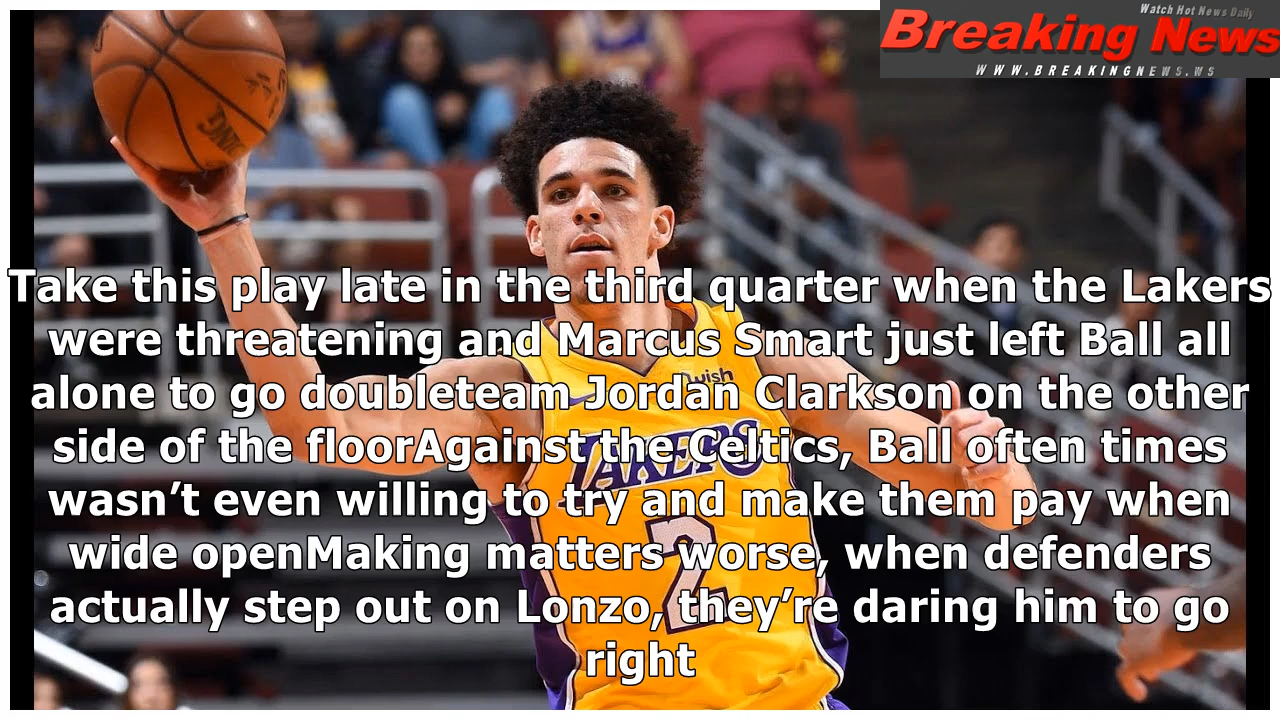 Watch Hot News Daily
Breaking News
WWW.BREAKINGNEWS.WS
Take this play late in the third quarter when the Lakers
were threatening and Marcus Smart just left Ball all
alone to go doubleteam Jordan Clarkson on the other
side of the floorAgainst the Celtics, Ball often times
wasn’t even willing to try and make them pay when
wide openMaking matters worse, when defenders
actually step out on Lonzo, they’re daring him to go
right
wish
LAKERS
2